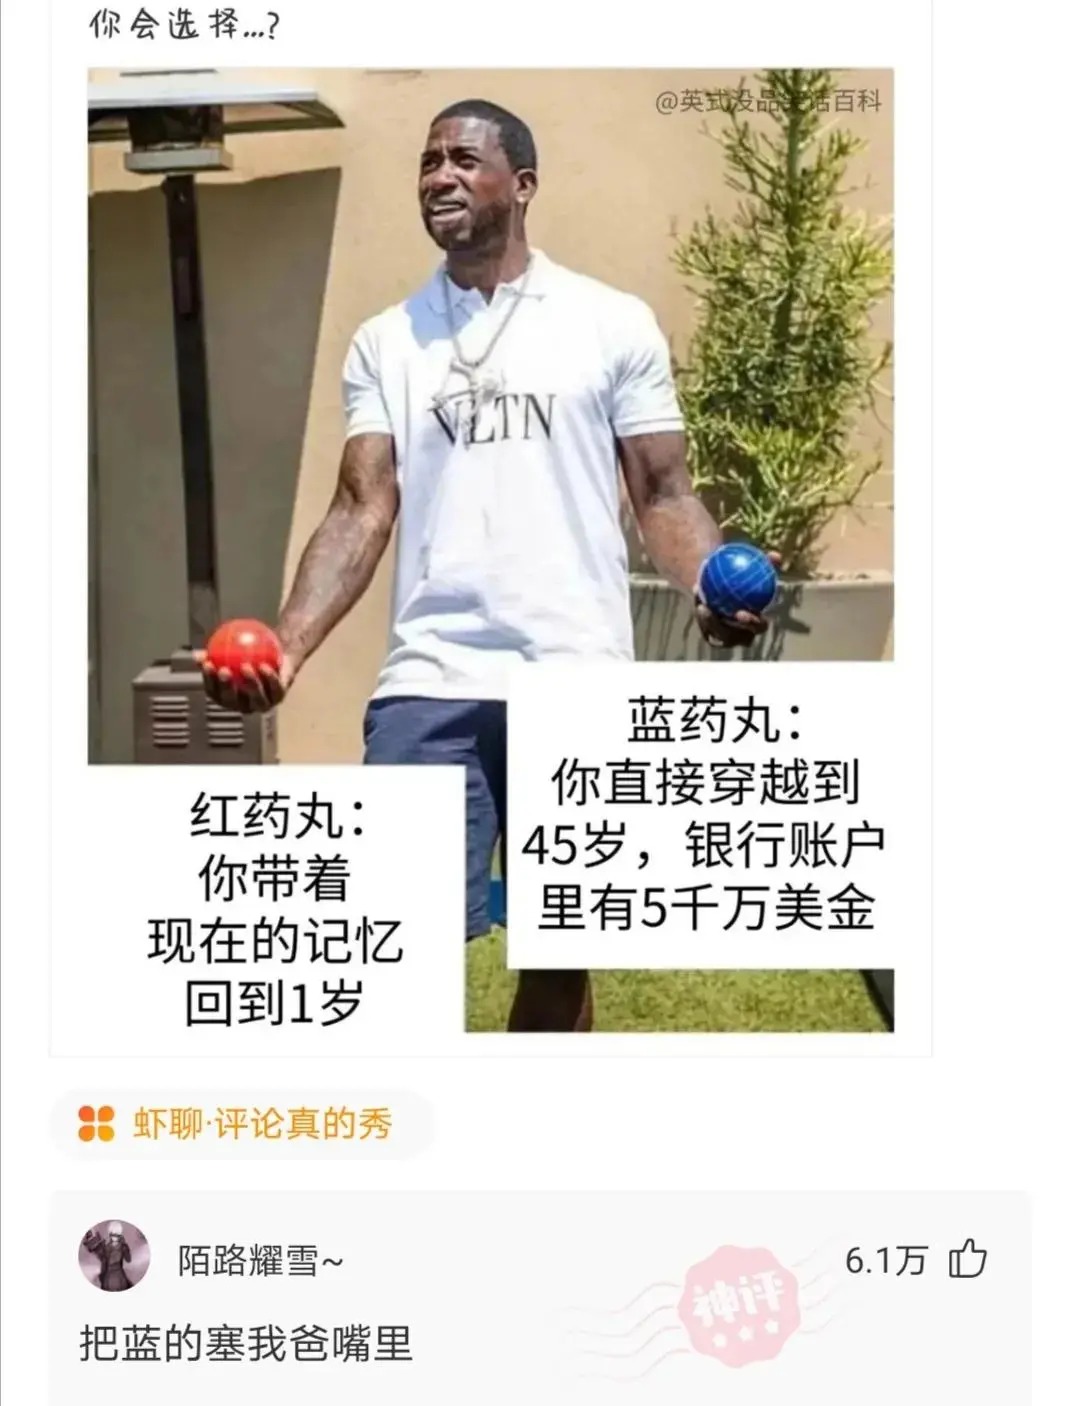 你会选择...?
@英式没品笑话百科
VLTN
蓝药丸：
你直接穿越到
45岁，银行账户
里有5千万美金
红药丸：
你带着
现在的记忆
回到1岁
虾聊·评论真的秀
陌路耀雪~
神评
6.1万
把蓝的塞我爸嘴里